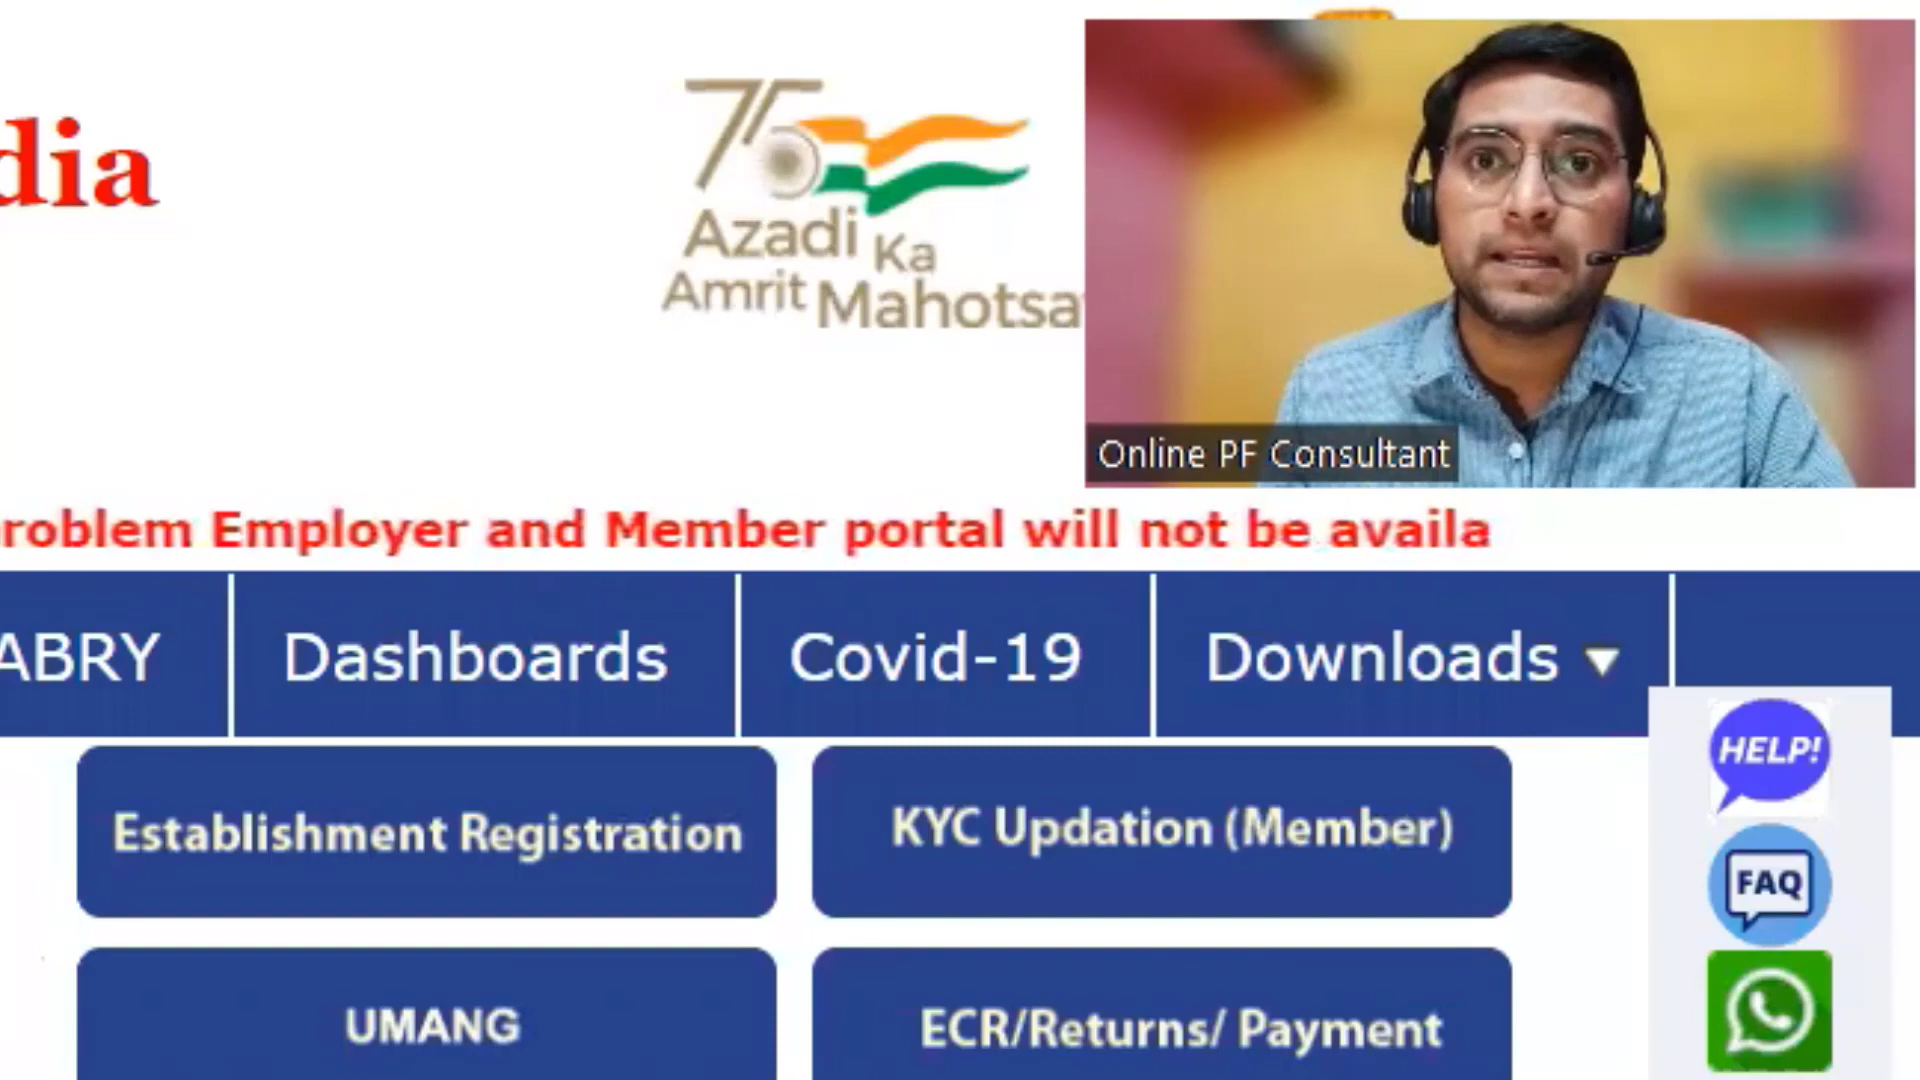 dia
75
Azadi Ka
Amrit Mahotsa
Online PF Consultant
roblem Employer and Member portal will not be availa
ABRY
Dashboards
Covid-19
Downloads
HELP!
Establishment Registration
KYC Updation (Member)
FAQ
UMANG
ECR/Returns/ Payment